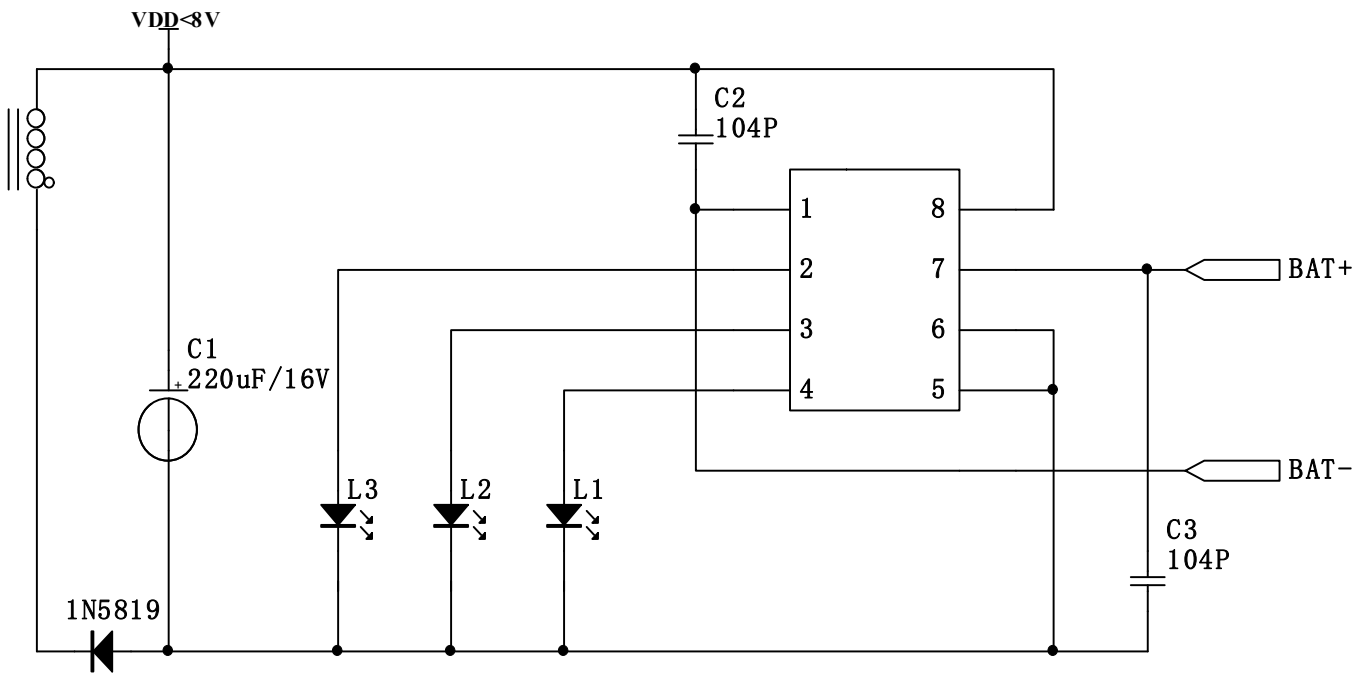 VDD<8V
C2
104P
1 8
2 7
BAT+
3 6
C1
220uF/16V
+
4 5
BAT-
L3 L2 L1
C3
104P
1N5819